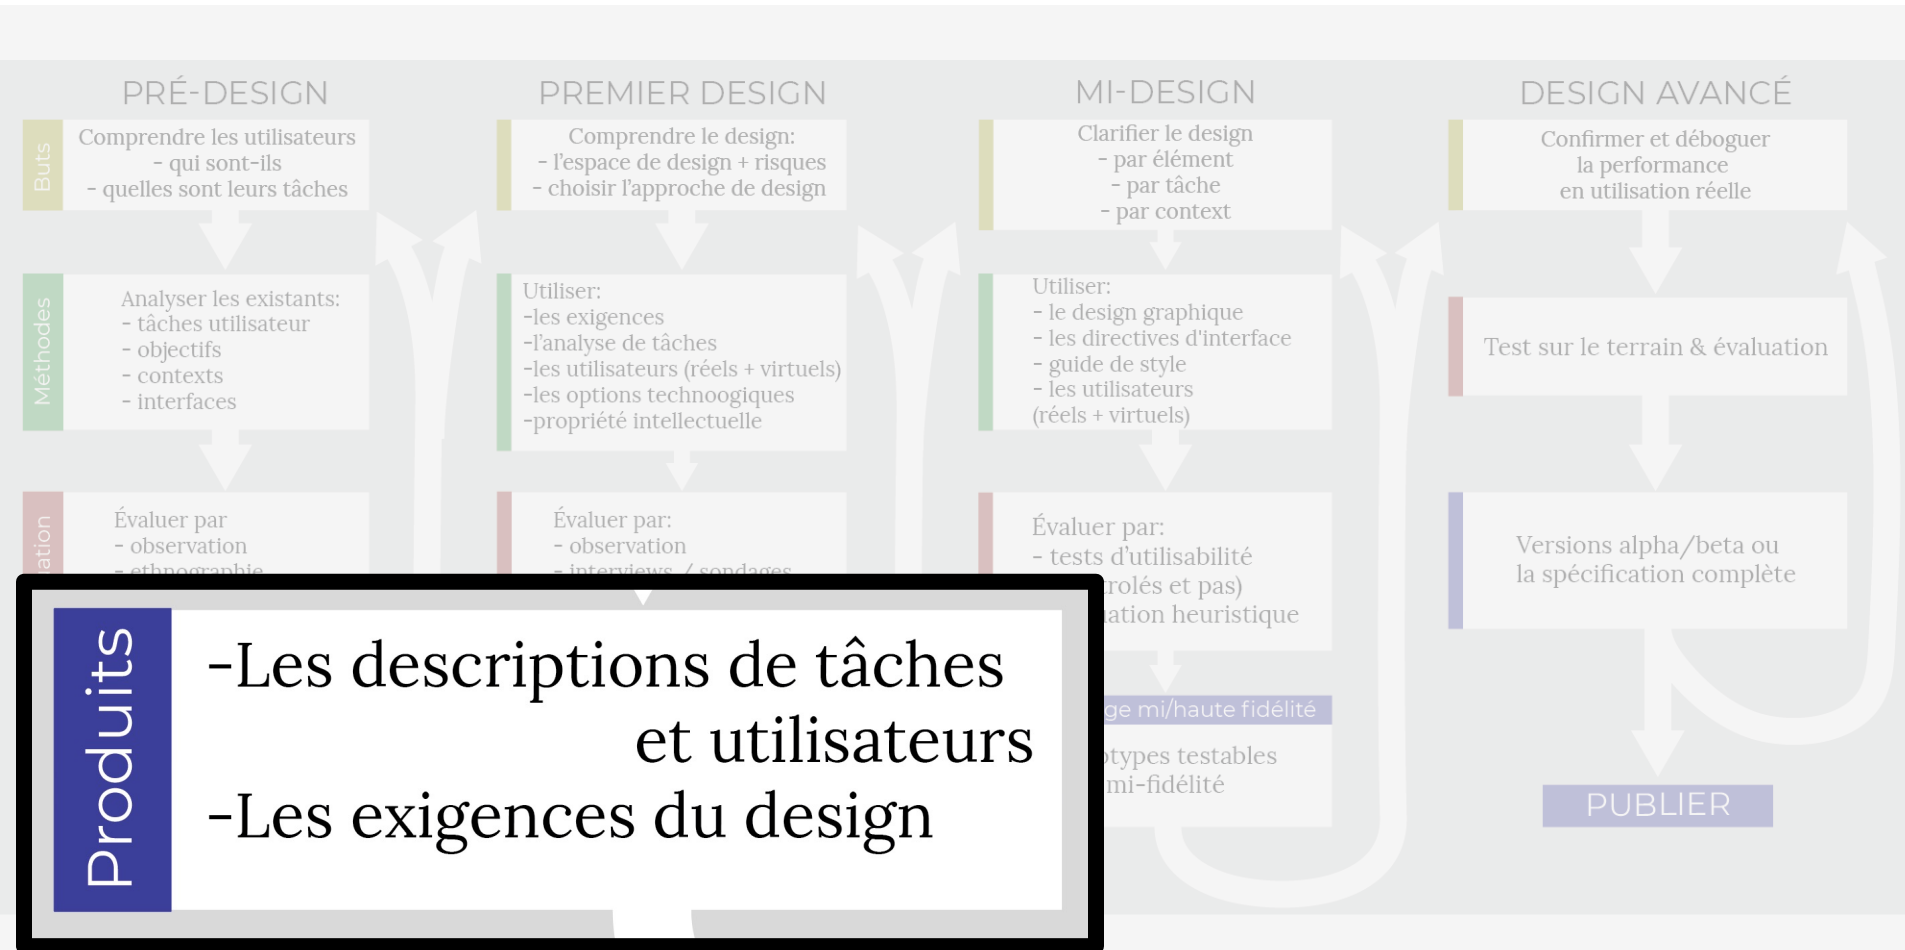 PRÉ-DESIGN
Buts
Comprendre les utilisateurs
- qui sont-ils
- quelles sont leurs tâches
Méthodes
Analyser les existants:
- tâches utilisateur
- objectifs
- contexts
- interfaces
Évaluer par
- observation
- ethnographie
PREMIER DESIGN
Comprendre le design:
- l'espace de design + risques
- choisir l'approche de design
Utiliser:
-les exigences
-l'analyse de tâches
-les utilisateurs (réels + virtuels)
-les options technoogiques
-propriété intellectuelle
Évaluer par:
- observation
- interviews / sondages
MI-DESIGN
Clarifier le design
- par élément
- par tâche
- par context
Utiliser:
- le design graphique
- les directives d'interface
- guide de style
- les utilisateurs
(réels + virtuels)
Évaluer par:
- tests d'utilisabilité
et pas)
heuristique
mi/haute fidélité
testables
mi-fidélité
DESIGN AVANCÉ
Confirmer et déboguer
la performance
en utilisation réelle
Test sur le terrain & évaluation
Versions alpha/beta ou
la spécification complète
PUBLIER
Produits
-Les descriptions de tâches
et utilisateurs
-Les exigences du design